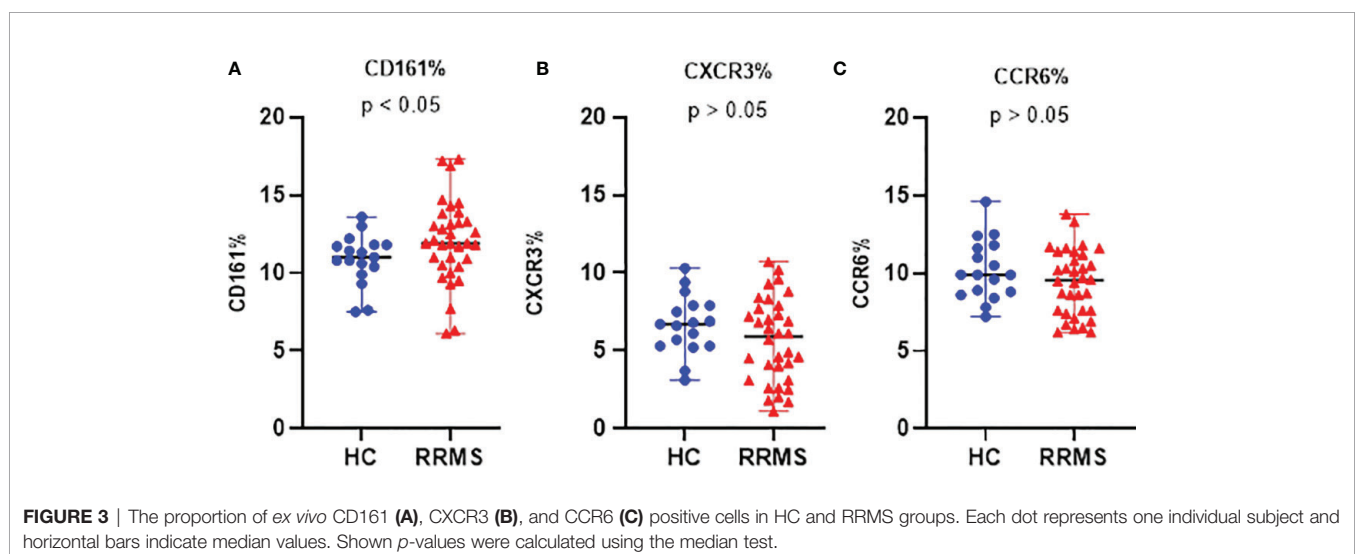 A
CD161%
p < 0.05
20
15
10
5
0
CD161%
HC RRMS
B
CXCR3%
p > 0.05
20
15
10
5
0
CXCR3%
HC RRMS
C
CCR6%
p > 0.05
20
15
10
5
0
CCR6%
HC RRMS
FIGURE 3 | The proportion of ex vivo CD161 (A), CXCR3 (B), and CCR6 (C) positive cells in HC and RRMS groups. Each dot represents one individual subject and
horizontal bars indicate median values. Shown p-values were calculated using the median test.